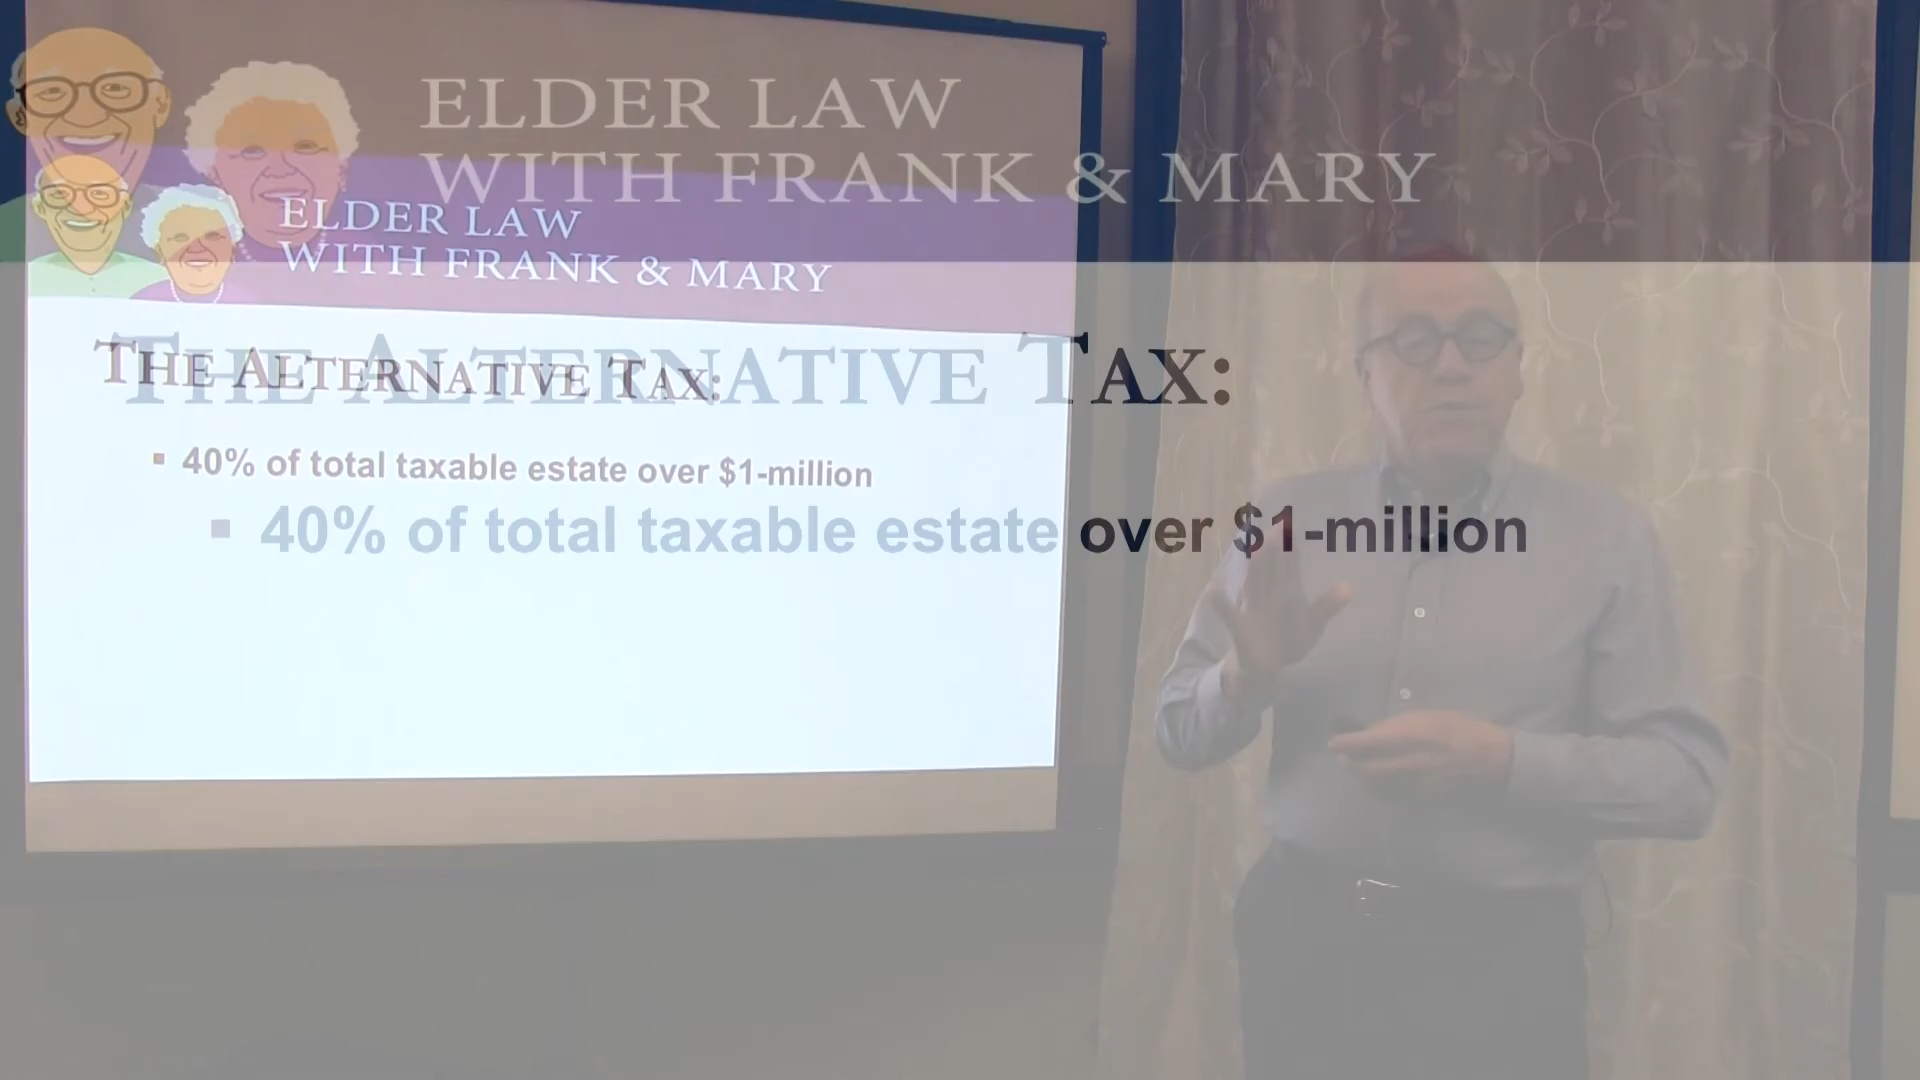 ELDER LAW
WITH FRANK & MARY
ELDER LAW
WITH FRANK & MARY
THE ALTERNATIVE TAX:
THE ALTERNATIVE TAX:
▪ 40% of total taxable estate over $1-million
▪ 40% of total taxable estate over $1-million